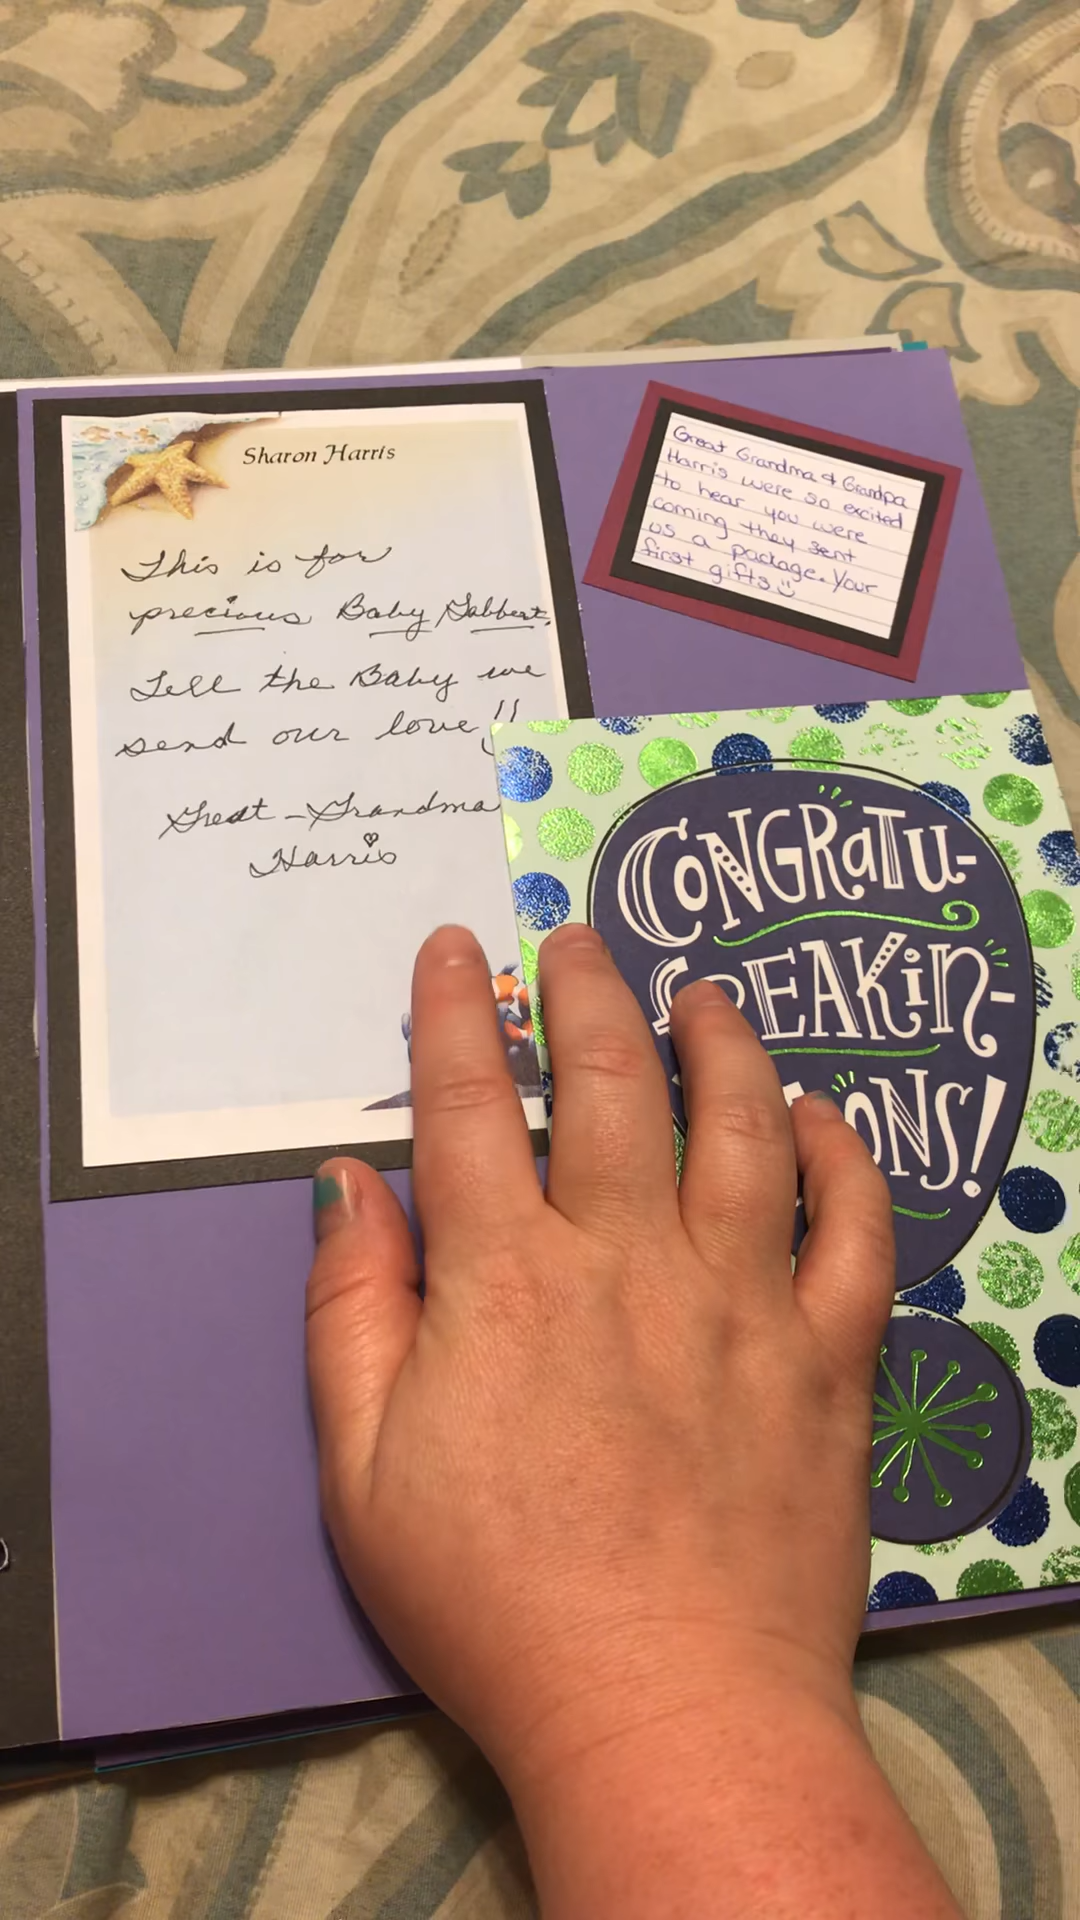 Sharon Harris
This is for
precious Baby Gabbert.
Tell the Baby we
send our love!!
Great-Grandma
Harris
Great Grandma & Grandpa
Harris were so excited
to hear you were
coming they sent
us a package. Your
first gifts
CONGRATU-
SPEAKIN-